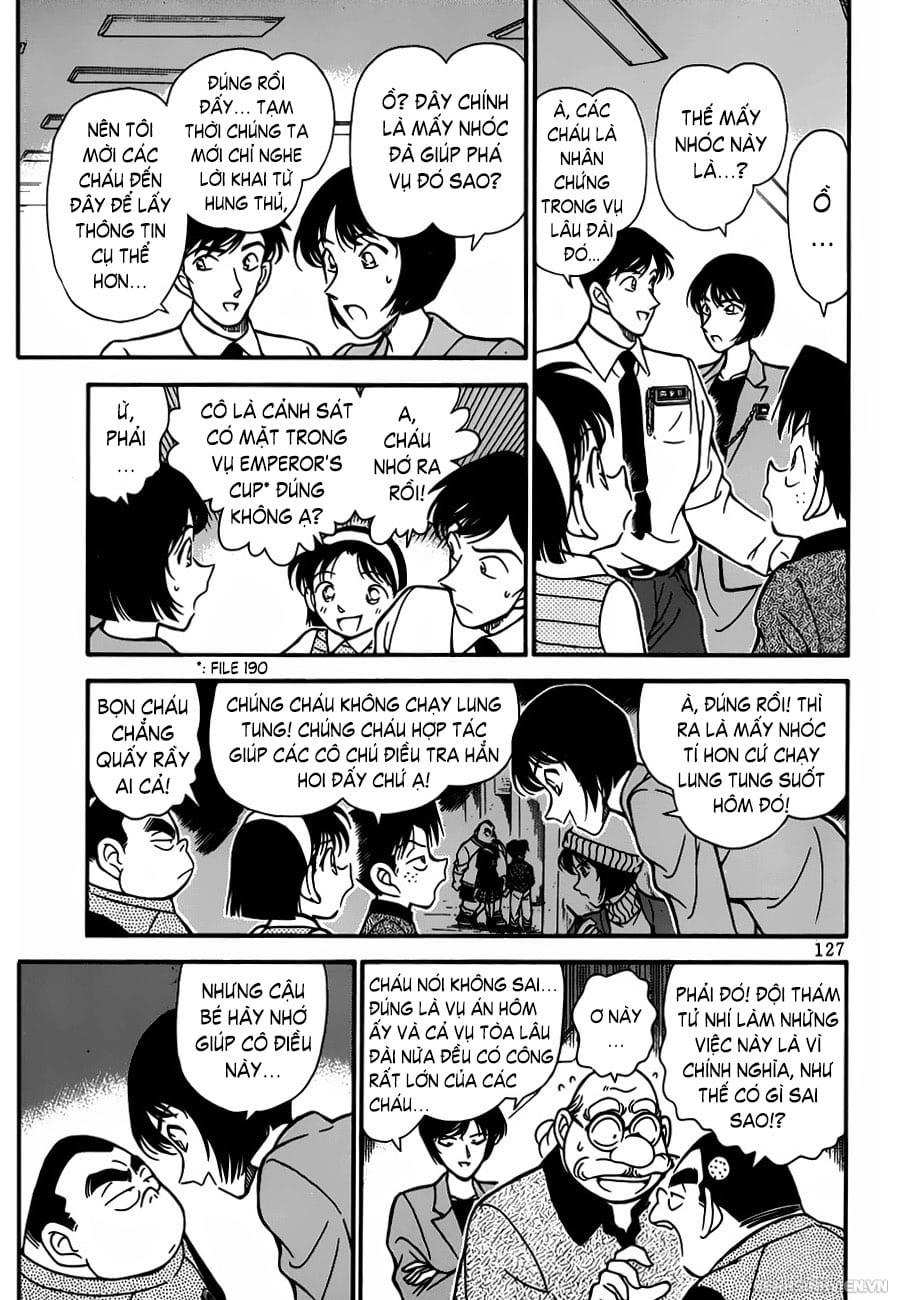 Ồ
...
THẾ MẤY
NHÓC NÀY
LÀ...?
À, CÁC
CHÁU LÀ
NHÂN
CHỨNG
TRONG VỤ
LÂU ĐÀI
ĐÓ...
Ồ? ĐÂY CHÍNH
LÀ MẤY NHÓC
ĐÃ GIÚP PHÁ
VỤ ĐÓ SAO?
ĐÚNG RỒI
ĐẤY... TẠM
THỜI CHÚNG TA
MỚI CHỈ NGHE
LỜI KHAI TỪ
HUNG THỦ,
NÊN TÔI
MỜI CÁC
CHÁU ĐẾN
ĐÂY ĐỂ LẤY
THÔNG TIN
CỤ THỂ
HƠN...
A,
CHÁU
NHỚ RA
RỒI!
CÔ LÀ CẢNH SÁT
CÓ MẶT TRONG
VỤ EMPEROR'S
CUP* ĐÚNG
KHÔNG Ạ?
Ừ,
PHẢI
...
*: FILE 190
À, ĐÚNG RỒI! THÌ
RA LÀ MẤY NHÓC
TÍ HON CỨ CHẠY
LUNG TUNG SUỐT
HÔM ĐÓ!
CHÚNG CHÁU KHÔNG CHẠY LUNG
TUNG! CHÚNG CHÁU HỢP TÁC
GIÚP CÁC CÔ CHÚ ĐIỀU TRA HẲN
HOI ĐẤY CHỨ Ạ!
BỌN CHÁU
CHẲNG
QUẤY RẦY
AI CẢ!
127
PHẢI ĐÓ! ĐỘI THÁM
TỬ NHÍ LÀM NHỮNG
VIỆC NÀY LÀ VÌ
CHÍNH NGHĨA, NHƯ
THẾ CÓ GÌ SAI
SAO!?
Ơ NÀY
...
CHÁU NÓI KHÔNG SAI...
ĐÚNG LÀ VỤ ÁN HÔM
ẤY VÀ CẢ VỤ TÒA LÂU
ĐÀI NỮA ĐỀU CÓ CÔNG
RẤT LỚN CỦA CÁC
CHÁU...
NHƯNG CẬU
BÉ HÃY NHỚ
GIÚP CÔ ĐIỀU
NÀY...